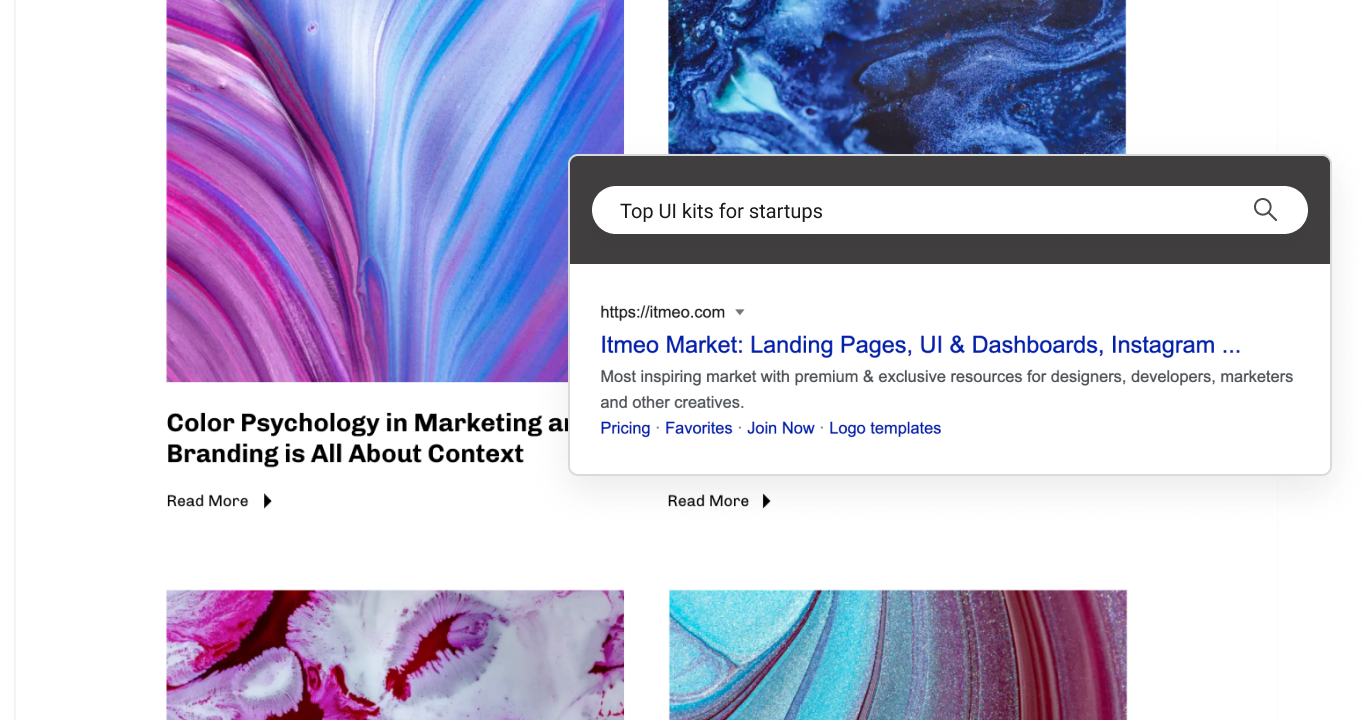 Top UI kits for startups
https://itmeo.com
Itmeo Market: Landing Pages, UI & Dashboards, Instagram ...
Most inspiring market with premium & exclusive resources for designers, developers, marketers
and other creatives.
Pricing · Favorites · Join Now · Logo templates
Color Psychology in Marketing
Branding is All About Context
Read More
Read More